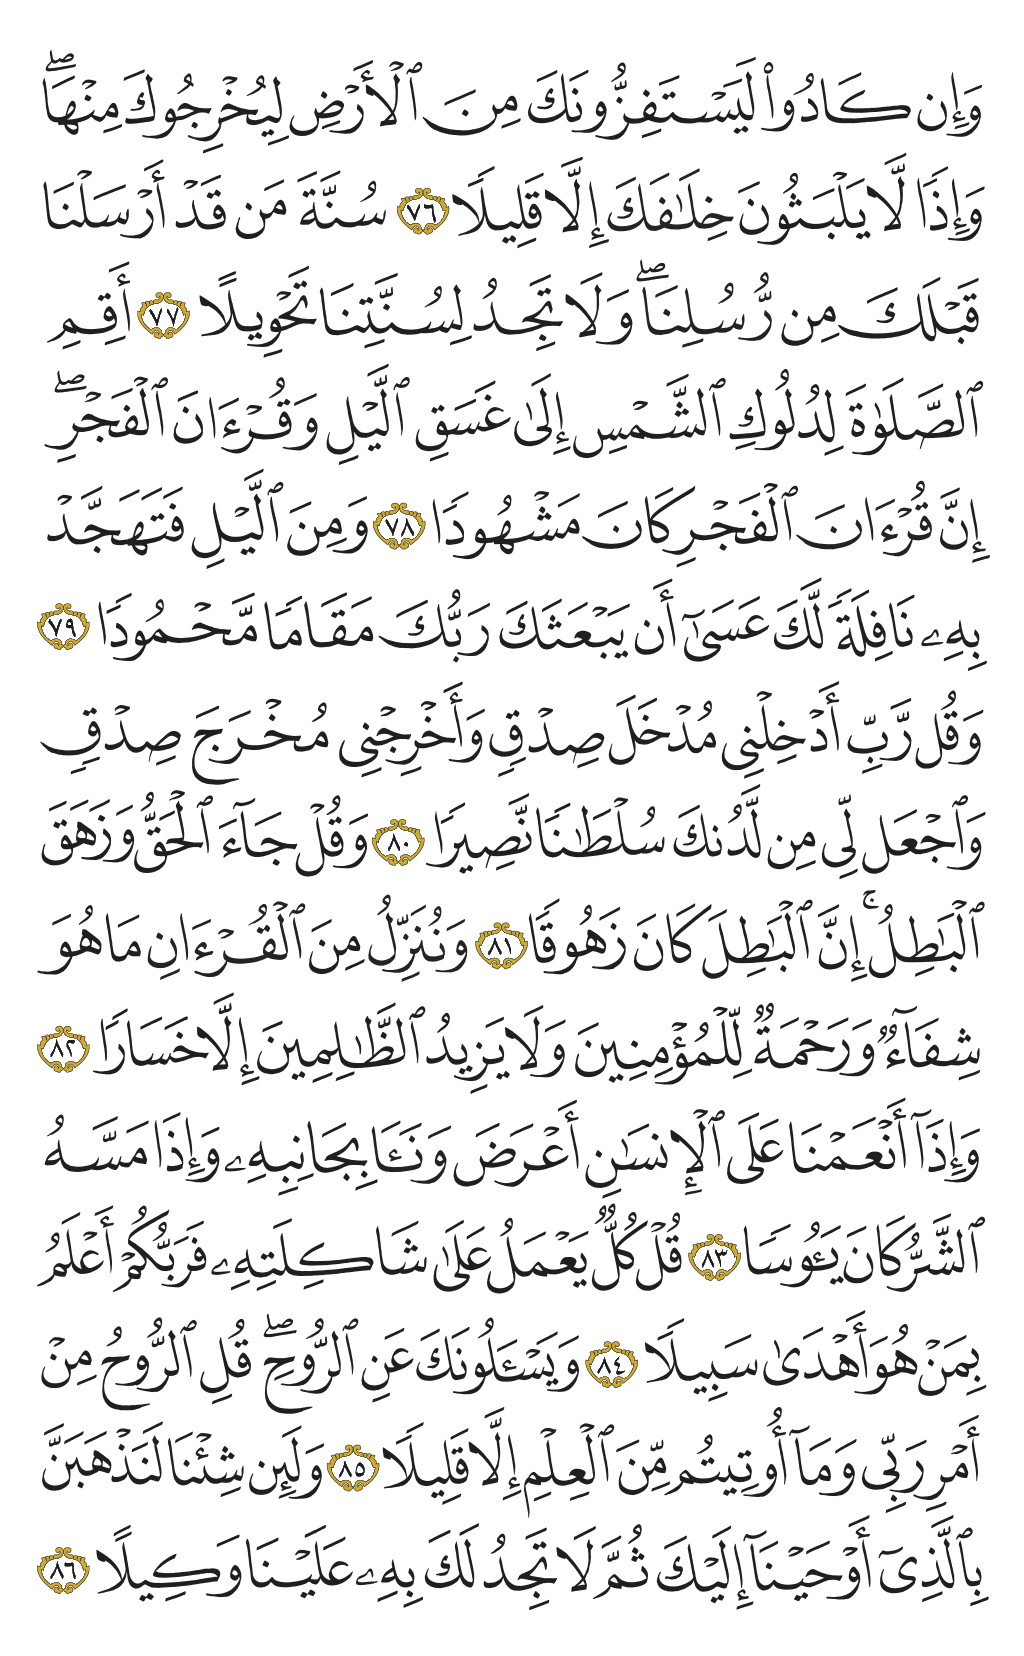 وَإِن كَادُوا۟ لَيَسْتَفِزُّونَكَ مِنَ ٱلْأَرْضِ لِيُخْرِجُوكَ مِنْهَا ۖ
وَإِذًا لَّا يَلْبَثُونَ خِلَـٰفَكَ إِلَّا قَلِيلًا ٧٦ سُنَّةَ مَن قَدْ أَرْسَلْنَا
قَبْلَكَ مِن رُّسُلِنَا ۖ وَلَا تَجِدُ لِسُنَّتِنَا تَحْوِيلًا ٧٧ أَقِمِ
ٱلصَّلَوٰةَ لِدُلُوكِ ٱلشَّمْسِ إِلَىٰ غَسَقِ ٱلَّيْلِ وَقُرْءَانَ ٱلْفَجْرِ ۖ
إِنَّ قُرْءَانَ ٱلْفَجْرِ كَانَ مَشْهُودًا ٧٨ وَمِنَ ٱلَّيْلِ فَتَهَجَّدْ
بِهِۦ نَافِلَةً لَّكَ عَسَىٰٓ أَن يَبْعَثَكَ رَبُّكَ مَقَامًا مَّحْمُودًا ٧٩
وَقُل رَّبِّ أَدْخِلْنِى مُدْخَلَ صِدْقٍ وَأَخْرِجْنِى مُخْرَجَ صِدْقٍ
وَٱجْعَل لِّى مِن لَّدُنكَ سُلْطَـٰنًا نَّصِيرًا ٨٠ وَقُلْ جَآءَ ٱلْحَقُّ وَزَهَقَ
ٱلْبَـٰطِلُ ۚ إِنَّ ٱلْبَـٰطِلَ كَانَ زَهُوقًا ٨١ وَنُنَزِّلُ مِنَ ٱلْقُرْءَانِ مَا هُوَ
شِفَآءٌ وَرَحْمَةٌ لِّلْمُؤْمِنِينَ وَلَا يَزِيدُ ٱلظَّـٰلِمِينَ إِلَّا خَسَارًا ٨٢
وَإِذَآ أَنْعَمْنَا عَلَى ٱلْإِنسَـٰنِ أَعْرَضَ وَنَـَٔا بِجَانِبِهِۦ وَإِذَا مَسَّهُ
ٱلشَّرُّ كَانَ يَـُٔوسًا ٨٣ قُلْ كُلٌّ يَعْمَلُ عَلَىٰ شَاكِلَتِهِۦ فَرَبُّكُمْ أَعْلَمُ
بِمَنْ هُوَ أَهْدَىٰ سَبِيلًا ٨٤ وَيَسْـَٔلُونَكَ عَنِ ٱلرُّوحِ ۖ قُلِ ٱلرُّوحُ مِنْ
أَمْرِ رَبِّى وَمَآ أُوتِيتُم مِّنَ ٱلْعِلْمِ إِلَّا قَلِيلًا ٨٥ وَلَئِن شِئْنَا لَنَذْهَبَنَّ
بِٱلَّذِىٓ أَوْحَيْنَآ إِلَيْكَ ثُمَّ لَا تَجِدُ لَكَ بِهِۦ عَلَيْنَا وَكِيلًا ٨٦